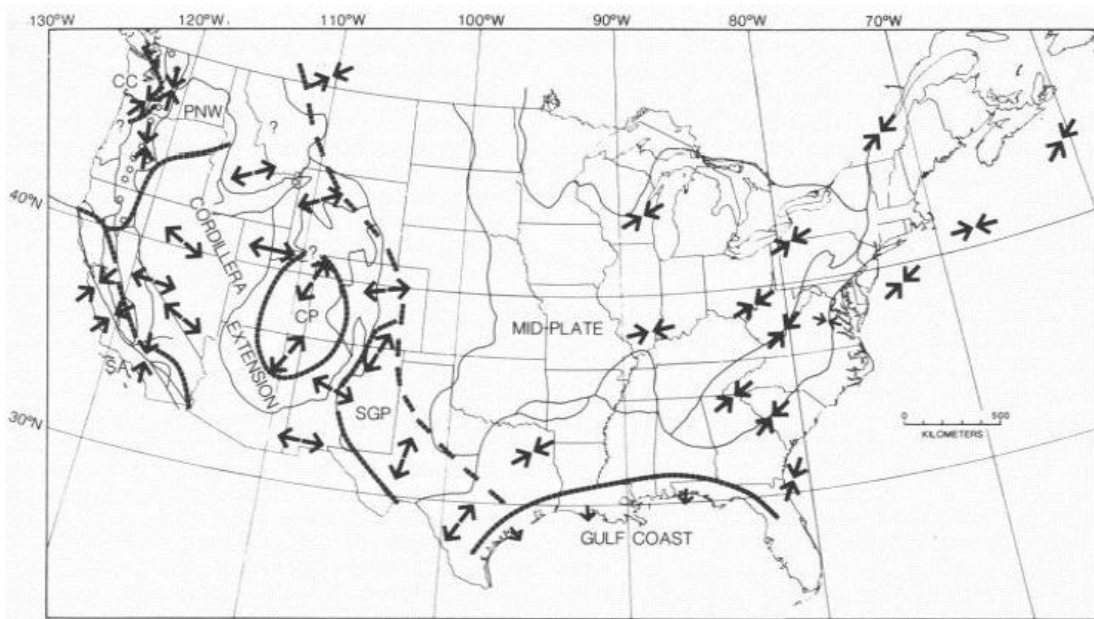 130°W 120°W 110°W 100°W 90°W 80°W 70°W
CC
PNW
?
?
40°N
CORDILLERA
?
CP
MID-PLATE
EXTENSION
SA
SGP
0 500
KILOMETERS
30°N
GULF COAST